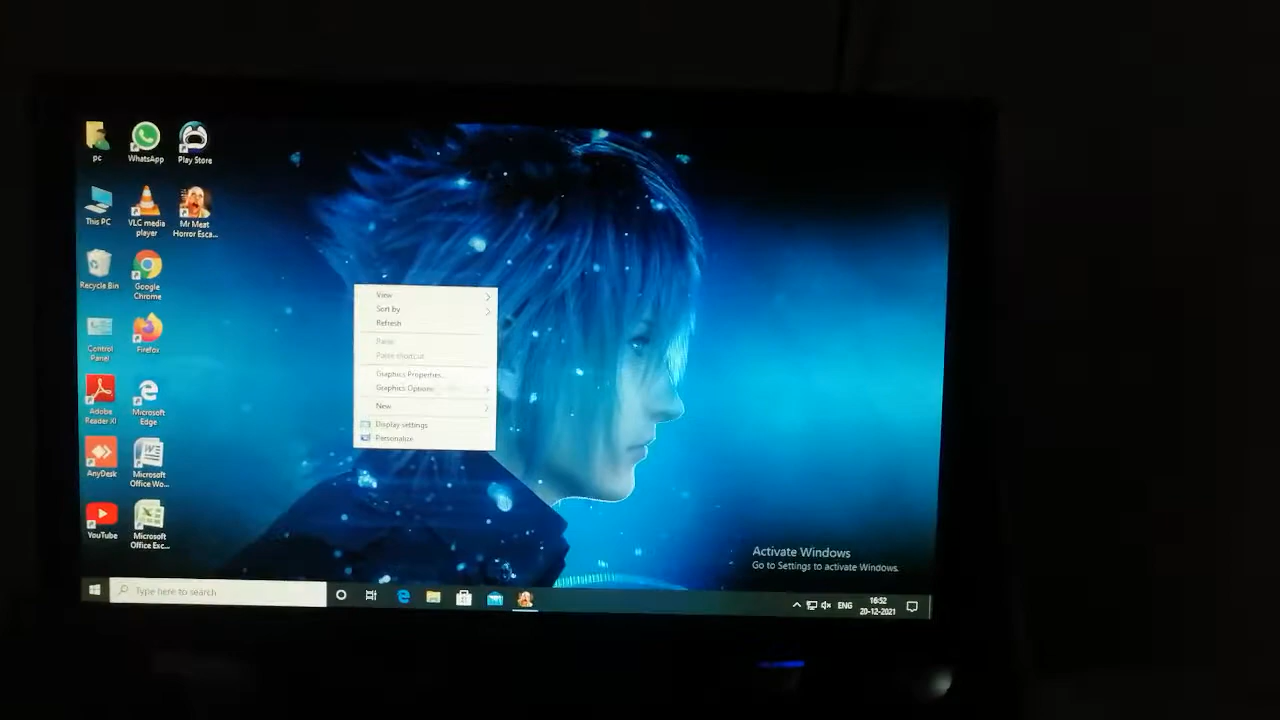 pc
WhatsApp
Play Store
This PC
VLC media
player
Mr Meat
Horror Esca...
Recycle Bin
Google
Chrome
Control
Panel
Firefox
Adobe
Reader XI
Microsoft
Edge
AnyDesk
Microsoft
Office Wo...
YouTube
Microsoft
Office Exc...
View
Sort by
Refresh
Paste
Paste shortcut
Graphics Properties...
Graphics Options
New
Display settings
Personalize
Activate Windows
Go to Settings to activate Windows.
Type here to search
ENG
16:52
20-12-2021